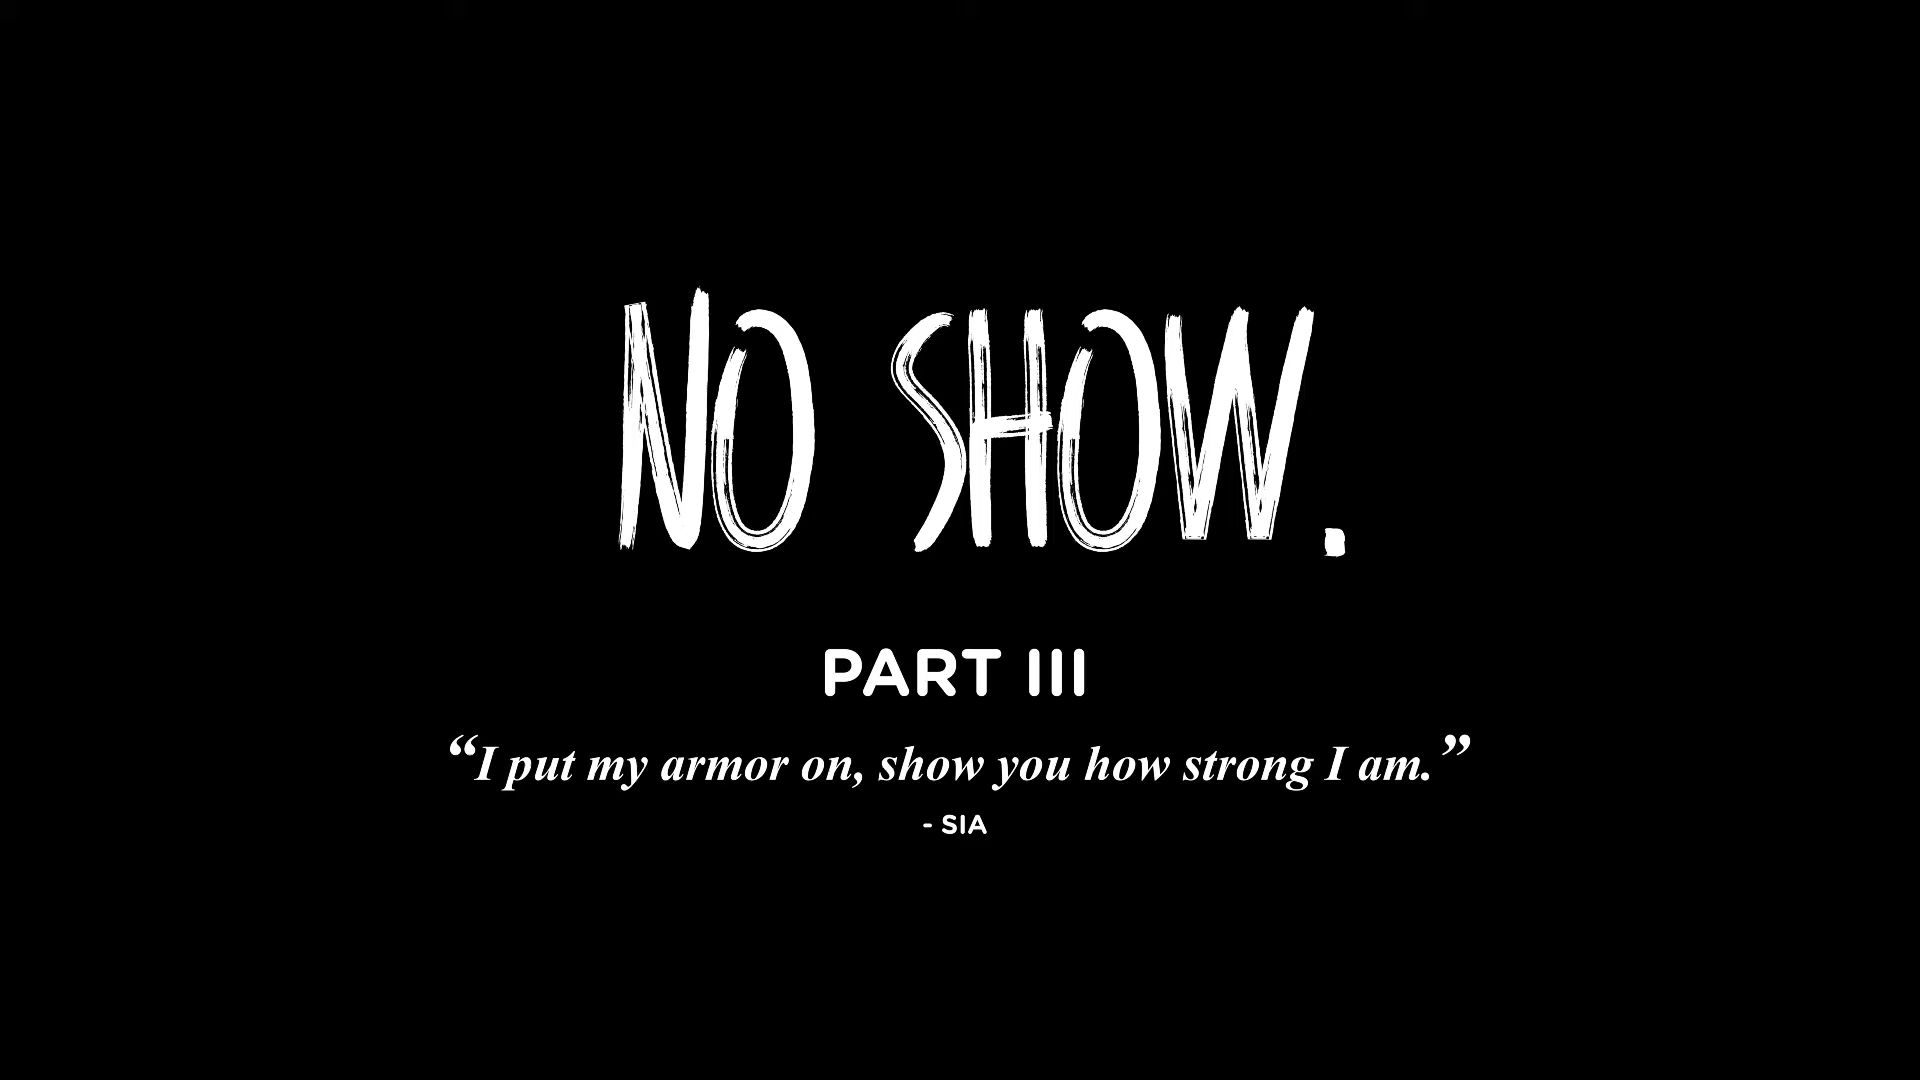 NO SHOW.
PART III
“I put my armor on, show you how strong I am.”
- SIA